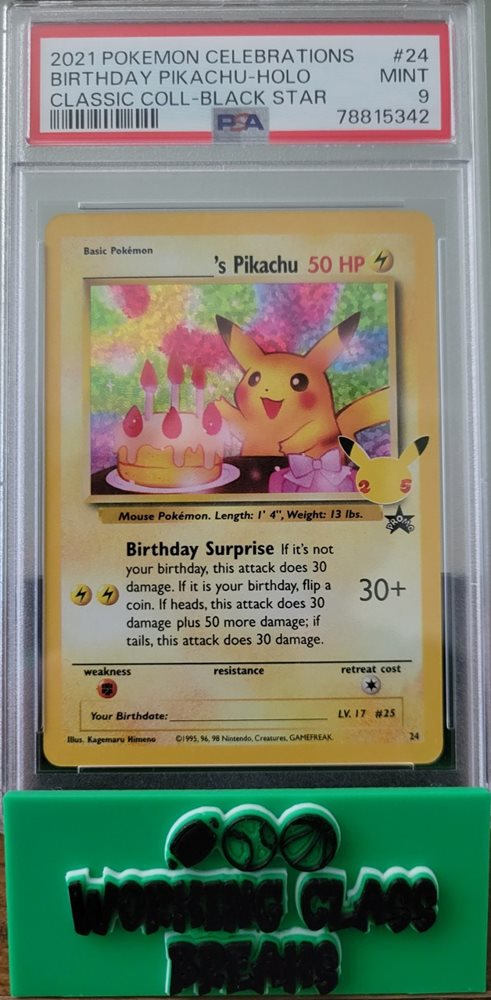 2021 POKEMON CELEBRATIONS #24
BIRTHDAY PIKACHU-HOLO MINT
CLASSIC COLL-BLACK STAR 9
PSA 78815342
Basic Pokémon
's Pikachu 50 HP
25
PROMO
Mouse Pokémon. Length: 1' 4", Weight: 13 lbs.
Birthday Surprise If it's not
your birthday, this attack does 30
damage. If it is your birthday, flip a
coin. If heads, this attack does 30
damage plus 50 more damage; if
tails, this attack does 30 damage.
30+
weakness resistance retreat cost
Your Birthdate: LV. 17 #25
Illus. Kagemaru Himeno ©1995, 96, 98 Nintendo, Creatures, GAMEFREAK. 24
WORKING CLASS
BREAKS